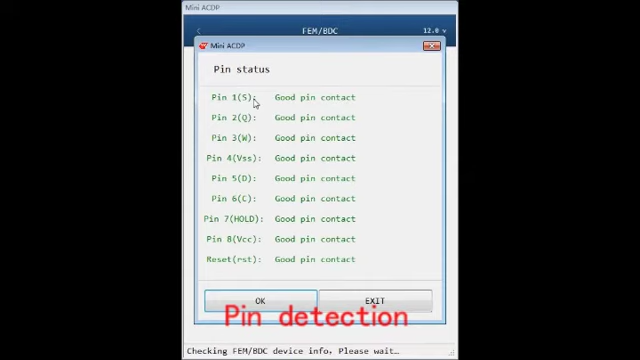 Mini ACDP
FEM/BDC
12.0 v
Mini ACDP
Pin status
Pin 1(S): Good pin contact
Pin 2(Q): Good pin contact
Pin 3(W): Good pin contact
Pin 4(Vss): Good pin contact
Pin 5(D): Good pin contact
Pin 6(C): Good pin contact
Pin 7(HOLD): Good pin contact
Pin 8(Vcc): Good pin contact
Reset(rst): Good pin contact
OK EXIT
Pin detection
Checking FEM/BDC device info, Please wait…